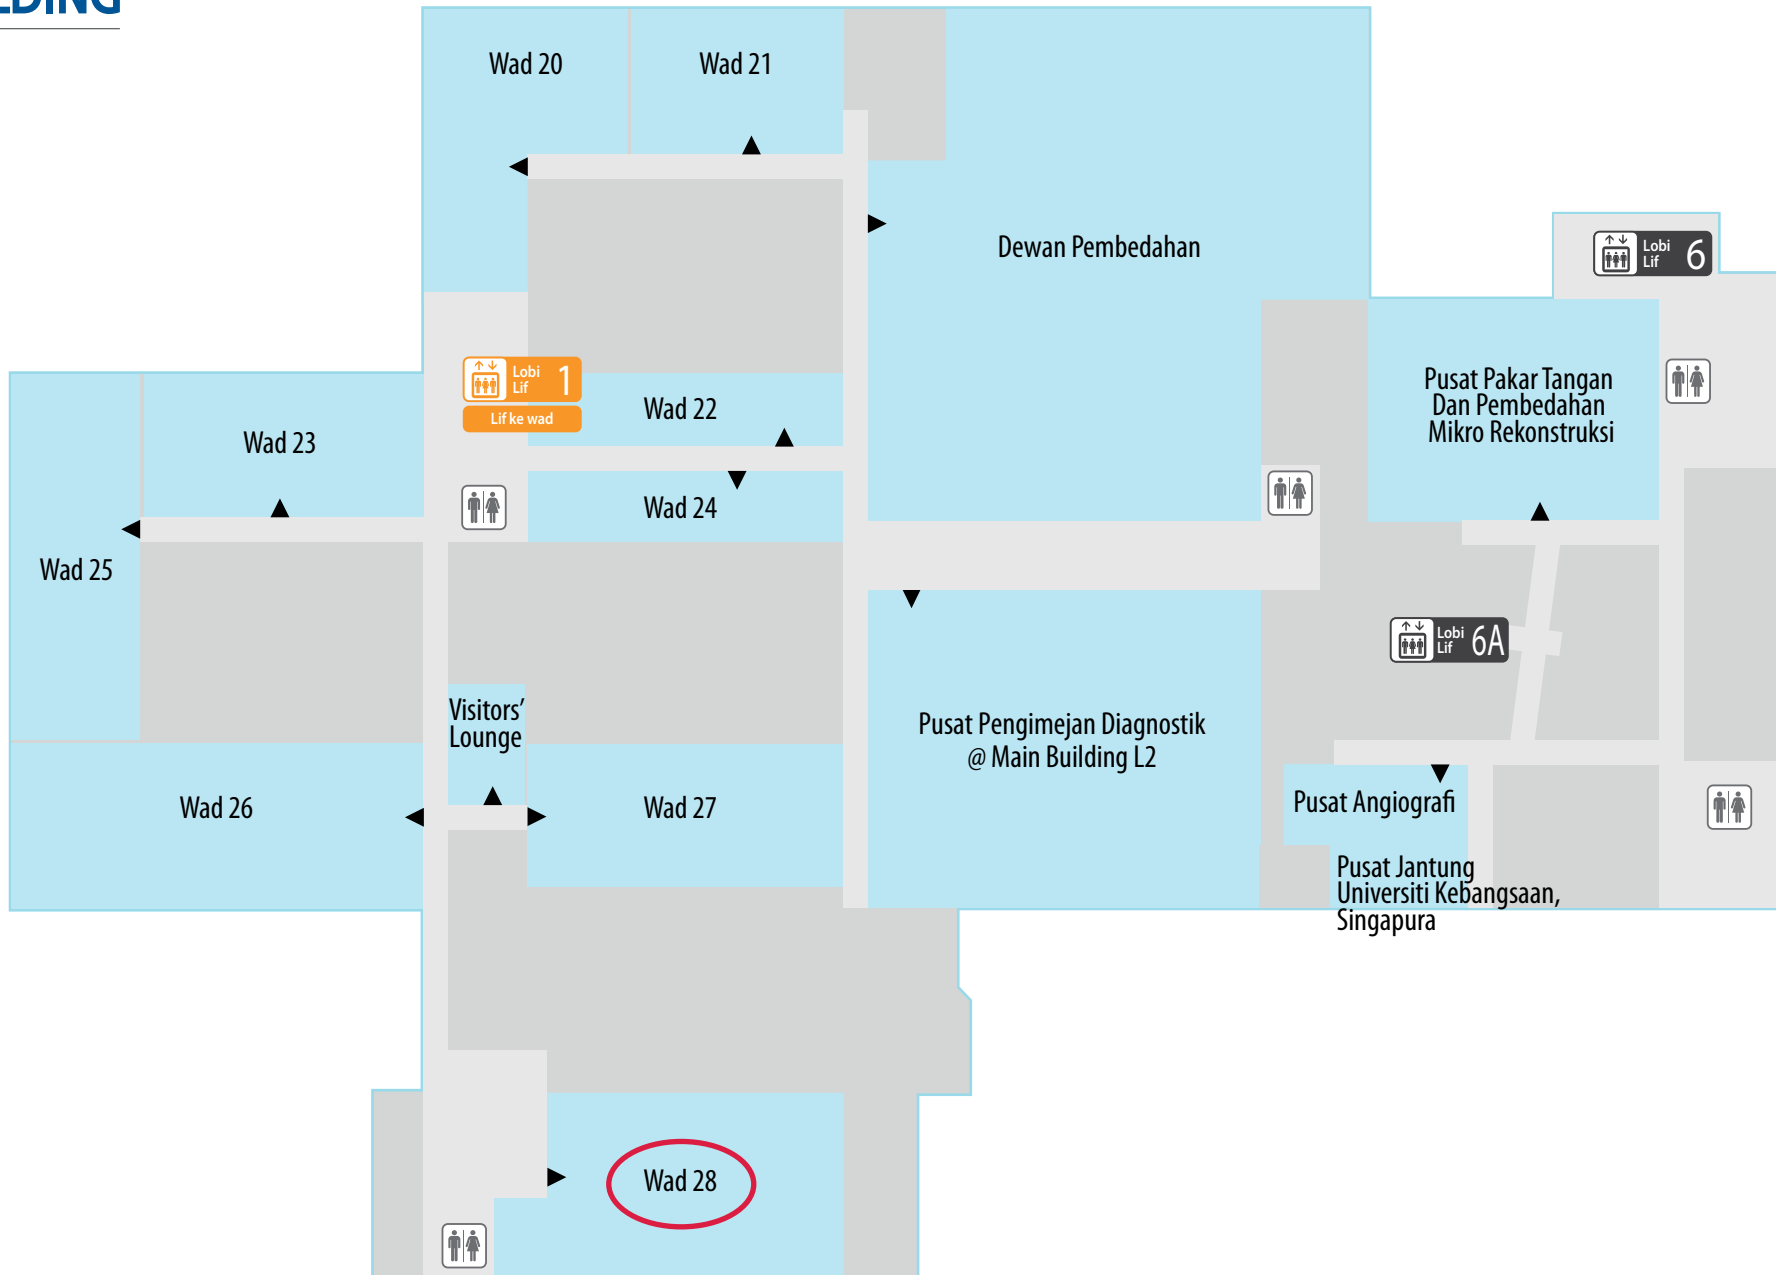 Wad 20
Wad 21
Dewan Pembedahan
Lobi
Lif 6
Lobi
Lif 1
Lif ke wad
Wad 22
Pusat Pakar Tangan
Dan Pembedahan
Mikro Rekonstruksi
Wad 23
Wad 24
Wad 25
Lobi
Lif 6A
Visitors'
Lounge
Pusat Pengimejan Diagnostik
@ Main Building L2
Wad 26
Wad 27
Pusat Angiografi
Pusat Jantung
Universiti Kebangsaan,
Singapura
Wad 28